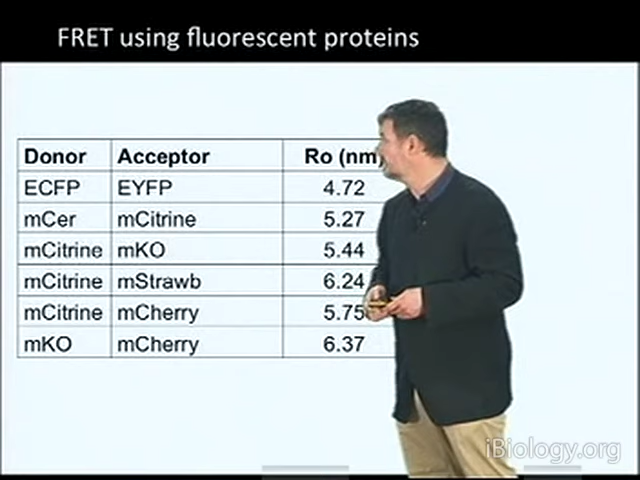 FRET using fluorescent proteins
Donor Acceptor Ro (nm)
ECFP EYFP 4.72
mCer mCitrine 5.27
mCitrine mKO 5.44
mCitrine mStrawb 6.24
mCitrine mCherry 5.75
mKO mCherry 6.37
iBiology.org